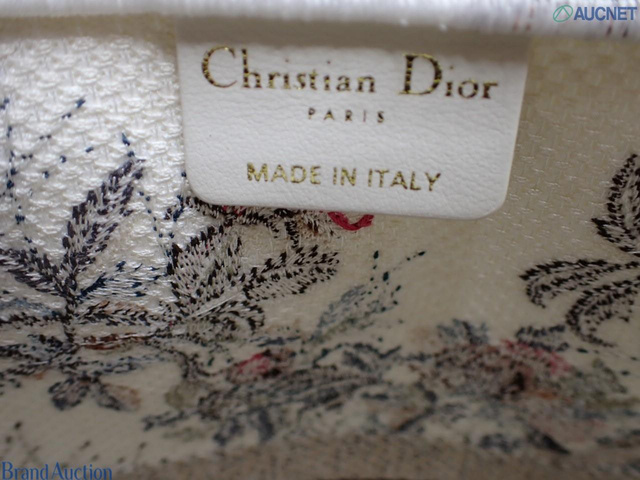 AUCNET
Christian Dior
PARIS
MADE IN ITALY
Brand Auction